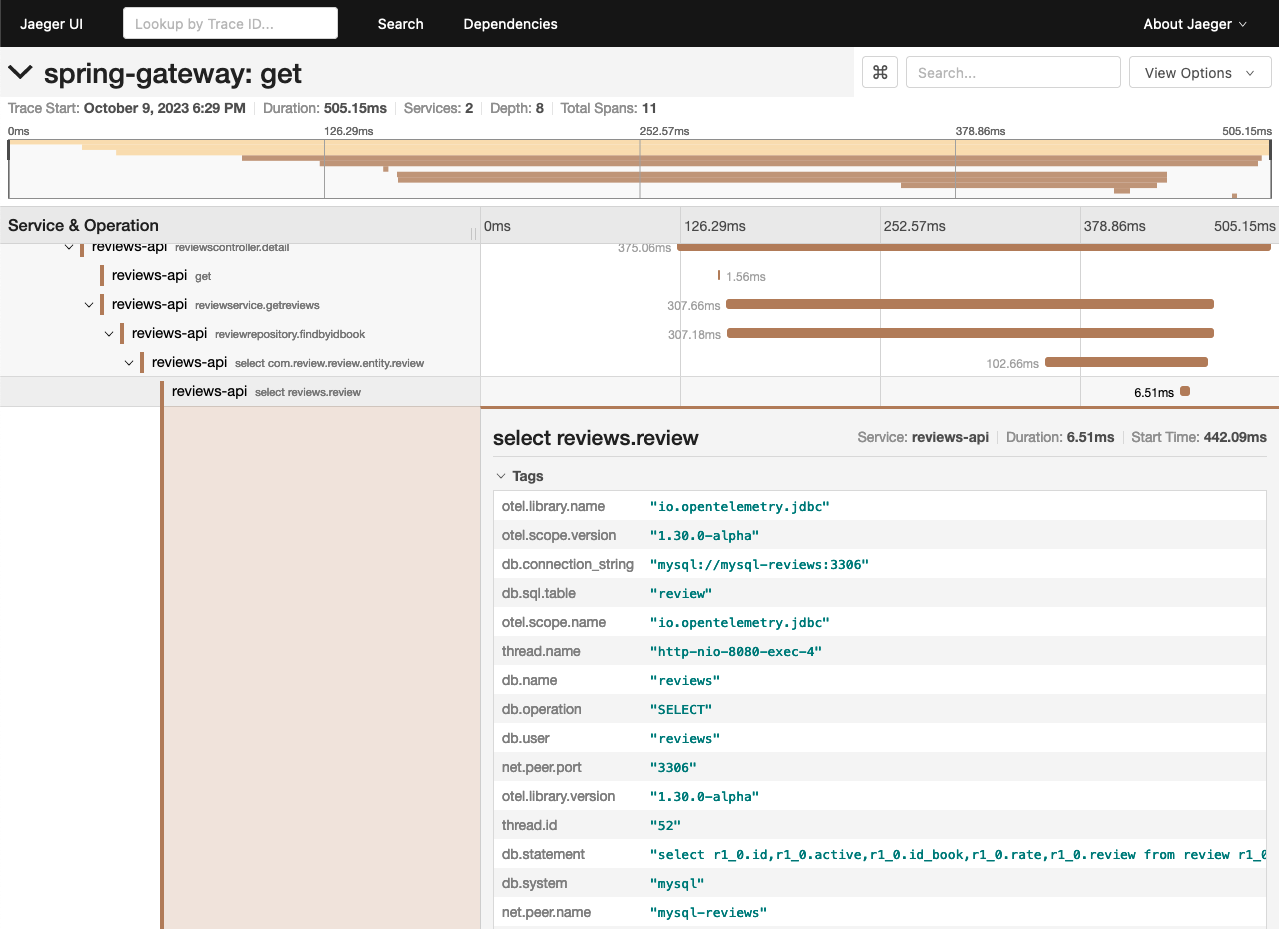 Jaeger UI Lookup by Trace ID... Search Dependencies About Jaeger
spring-gateway: get ⌘ Search... View Options
Trace Start: October 9, 2023 6:29 PM Duration: 505.15ms Services: 2 Depth: 8 Total Spans: 11
0ms 126.29ms 252.57ms 378.86ms 505.15ms
Service & Operation 0ms 126.29ms 252.57ms 378.86ms 505.15ms
reviews-api reviewscontroller.detail 375.06ms
reviews-api get 1.56ms
reviews-api reviewservice.getreviews 307.66ms
reviews-api reviewrepository.findbyidbook 307.18ms
reviews-api select com.review.review.entity.review 102.66ms
reviews-api select reviews.review 6.51ms
select reviews.review Service: reviews-api Duration: 6.51ms Start Time: 442.09ms
Tags
otel.library.name "io.opentelemetry.jdbc"
otel.scope.version "1.30.0-alpha"
db.connection_string "mysql://mysql-reviews:3306"
db.sql.table "review"
otel.scope.name "io.opentelemetry.jdbc"
thread.name "http-nio-8080-exec-4"
db.name "reviews"
db.operation "SELECT"
db.user "reviews"
net.peer.port "3306"
otel.library.version "1.30.0-alpha"
thread.id "52"
db.statement "select r1_0.id,r1_0.active,r1_0.id_book,r1_0.rate,r1_0.review from review r1_0
db.system "mysql"
net.peer.name "mysql-reviews"